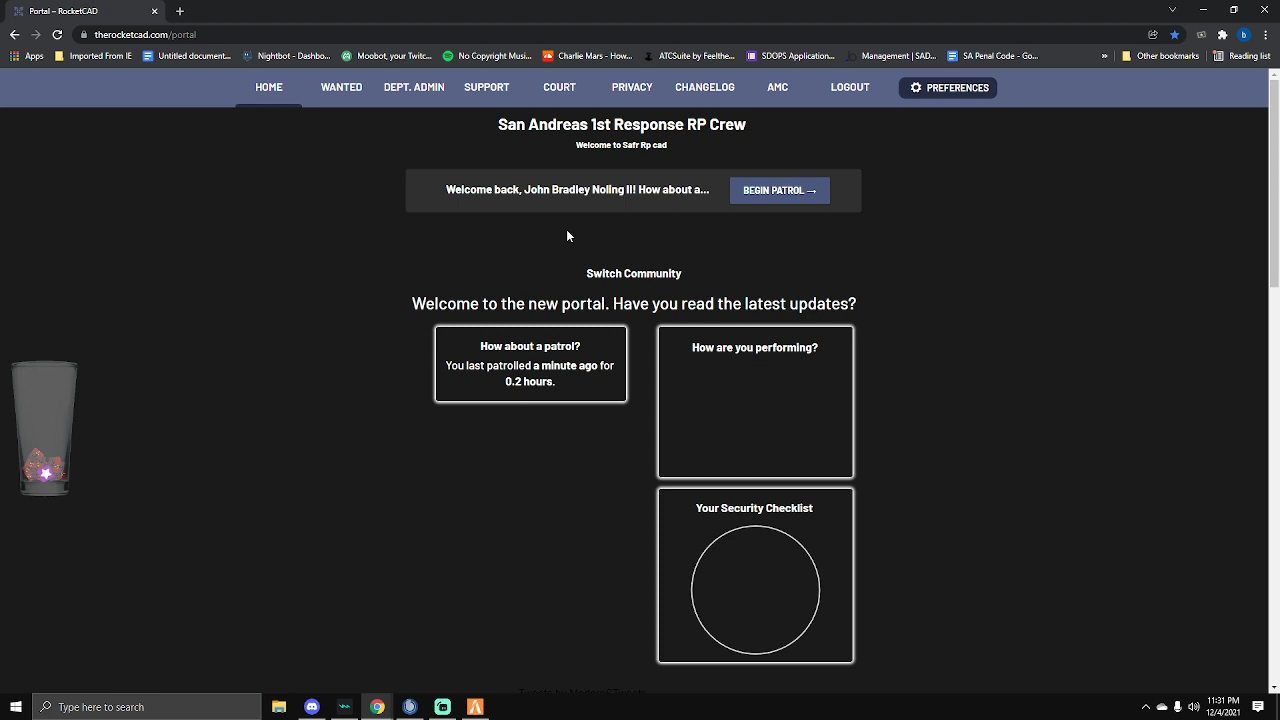 Portal – RocketCAD
therocketcad.com/portal
Apps
Imported From IE
Untitled document...
Nightbot - Dashbo...
Moobot, your Twitc...
No Copyright Musi...
Charlie Mars - How...
ATCSuite by Feelthe...
SDOPS Application...
Management | SAD...
SA Penal Code - Go...
»
Other bookmarks
Reading list
HOME
WANTED
DEPT. ADMIN
SUPPORT
COURT
PRIVACY
CHANGELOG
AMC
LOGOUT
PREFERENCES
San Andreas 1st Response RP Crew
Welcome to Safr Rp cad
Welcome back, John Bradley Noling III! How about a...
BEGIN PATROL →
Switch Community
Welcome to the new portal. Have you read the latest updates?
How about a patrol?
You last patrolled a minute ago for
0.2 hours.
How are you performing?
Your Security Checklist
Type here to search
11:31 PM
12/4/2021